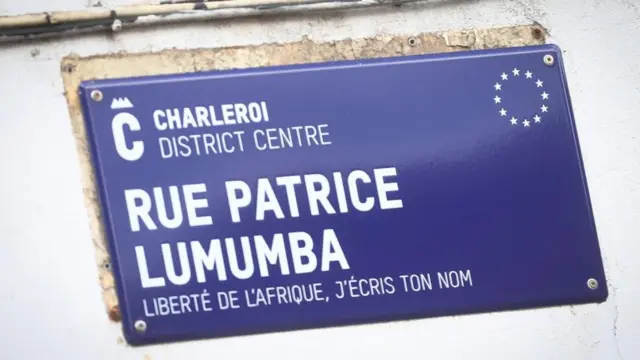 CHARLEROI
DISTRICT CENTRE
RUE PATRICE
LUMUMBA
LIBERTÉ DE L'AFRIQUE, J'ÉCRIS TON NOM